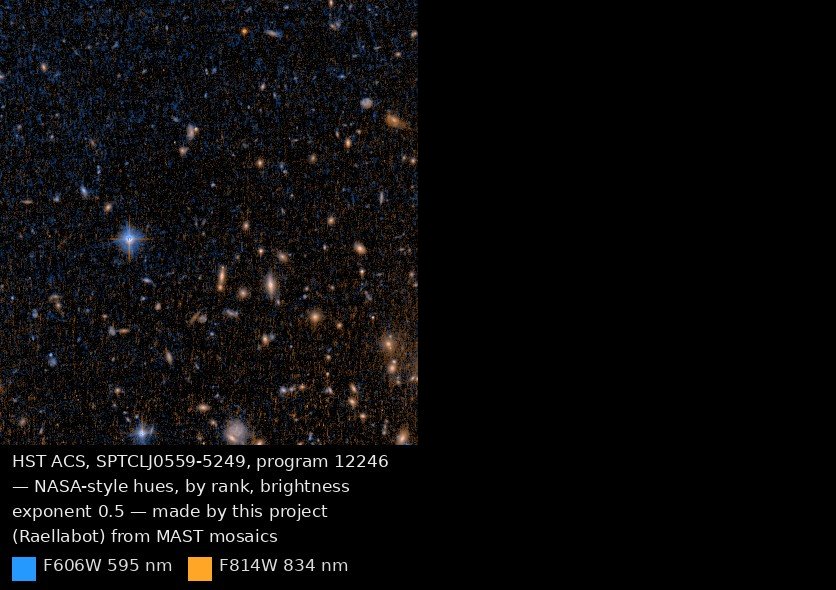 HST ACS, SPTCLJ0559-5249, program 12246
— NASA-style hues, by rank, brightness
exponent 0.5 — made by this project
(Raellabot) from MAST mosaics
F606W 595 nm F814W 834 nm